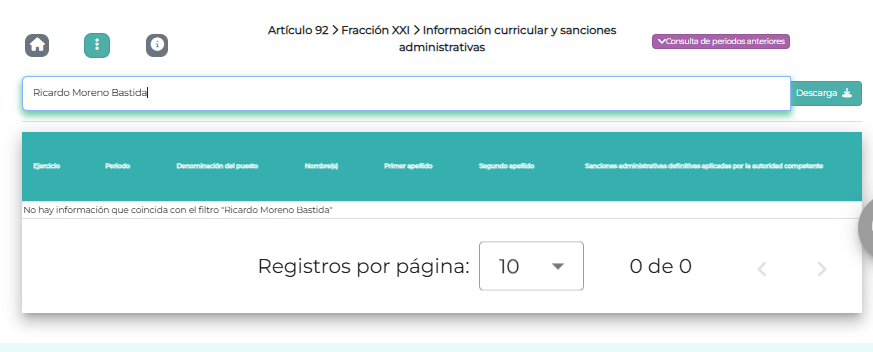 Artículo 92 > Fracción XXI > Información curricular y sanciones
administrativas
Consulta de periodos anteriores
Ricardo Moreno Bastida
Descarga
Ejercicio Periodo Denominación del puesto Nombre(s) Primer apellido Segundo apellido Sanciones administrativas definitivas aplicadas por la autoridad competente
No hay información que coincida con el filtro "Ricardo Moreno Bastida"
Registros por página: 10 0 de 0